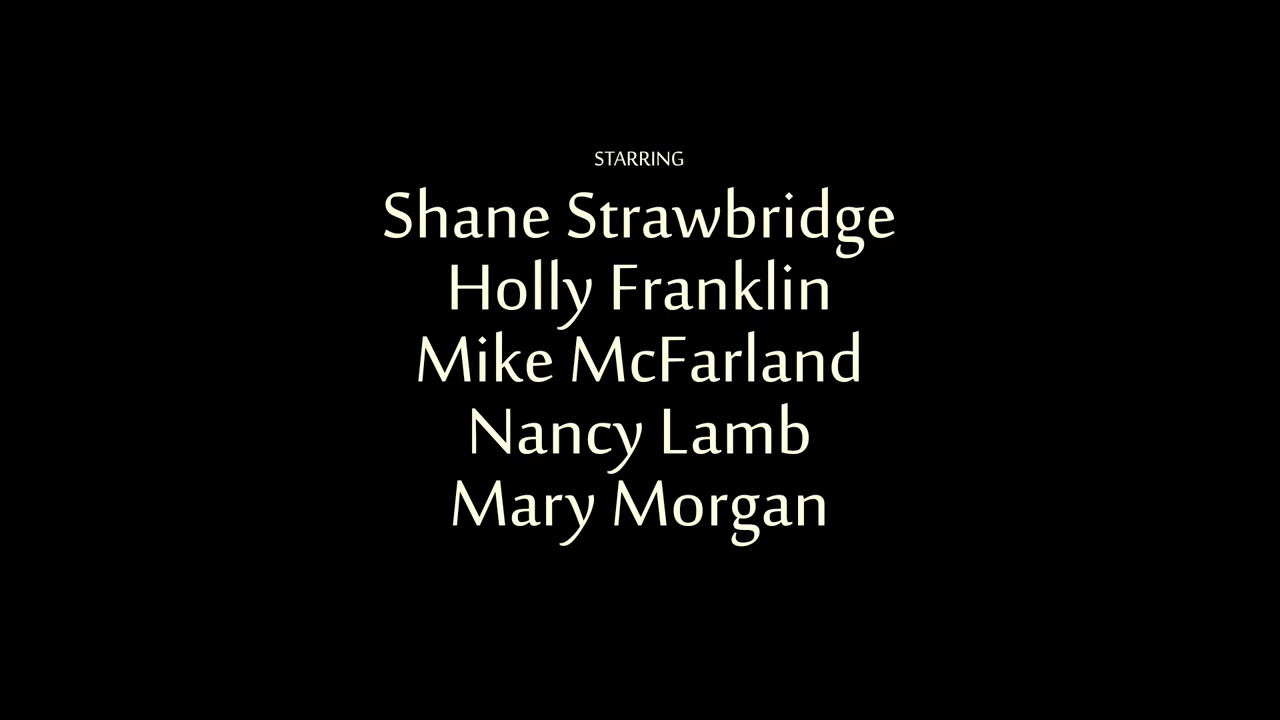 STARRING
Shane Strawbridge
Holly Franklin
Mike McFarland
Nancy Lamb
Mary Morgan